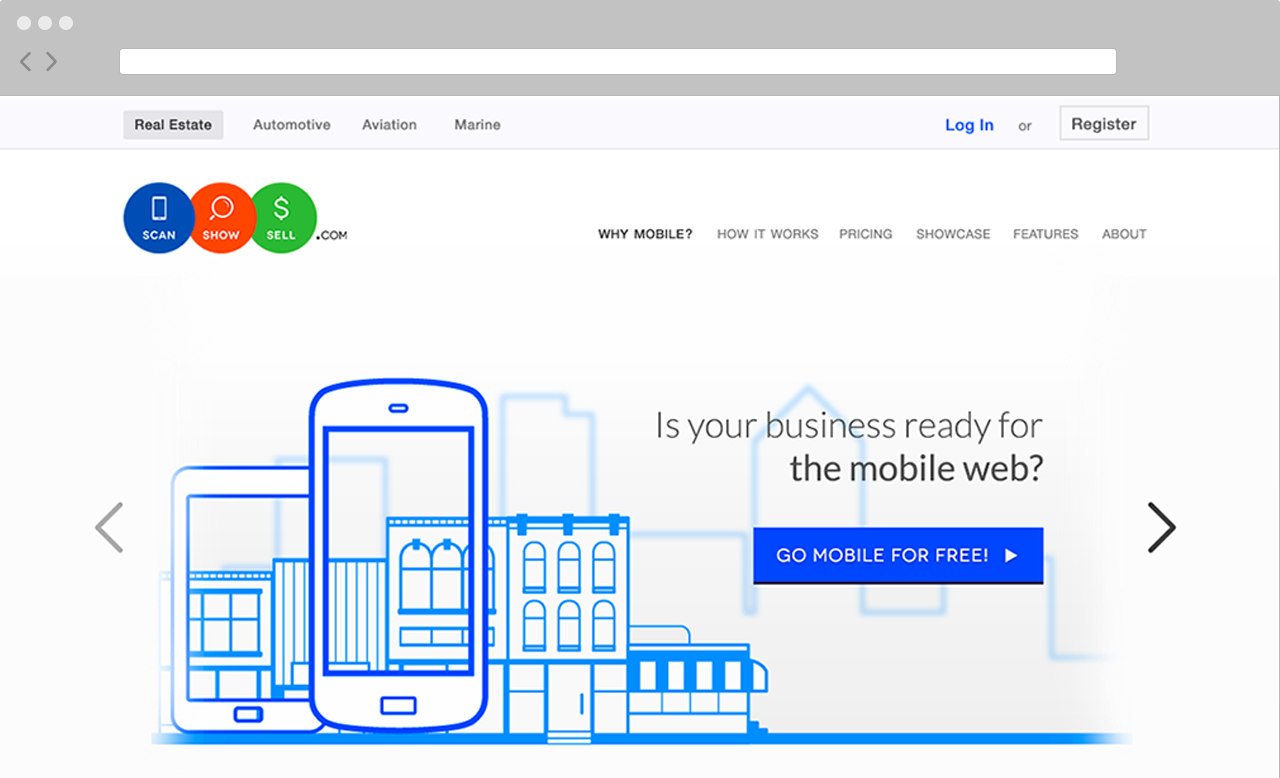 Real Estate Automotive Aviation Marine Log In or Register
SCAN SHOW $ SELL .COM
WHY MOBILE? HOW IT WORKS PRICING SHOWCASE FEATURES ABOUT
Is your business ready for
the mobile web?
GO MOBILE FOR FREE!